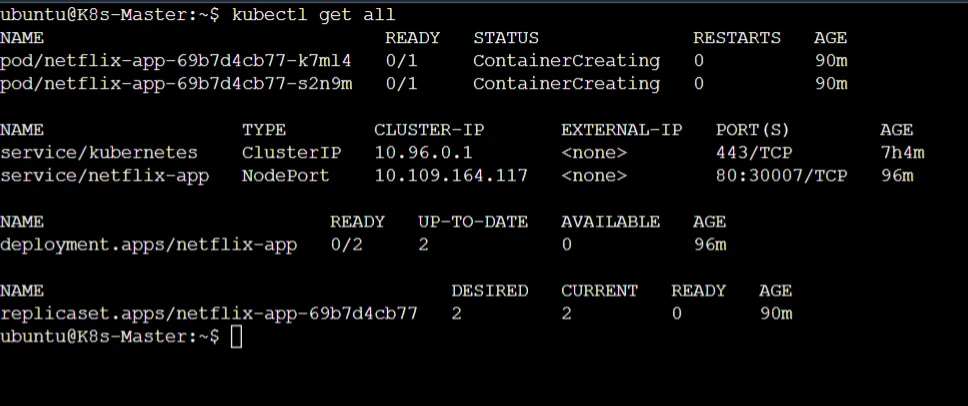 ubuntu@K8s-Master:~$ kubectl get all
NAME READY STATUS RESTARTS AGE
pod/netflix-app-69b7d4cb77-k7ml4 0/1 ContainerCreating 0 90m
pod/netflix-app-69b7d4cb77-s2n9m 0/1 ContainerCreating 0 90m
NAME TYPE CLUSTER-IP EXTERNAL-IP PORT(S) AGE
service/kubernetes ClusterIP 10.96.0.1 <none> 443/TCP 7h4m
service/netflix-app NodePort 10.109.164.117 <none> 80:30007/TCP 96m
NAME READY UP-TO-DATE AVAILABLE AGE
deployment.apps/netflix-app 0/2 2 0 96m
NAME DESIRED CURRENT READY AGE
replicaset.apps/netflix-app-69b7d4cb77 2 2 0 90m
ubuntu@K8s-Master:~$